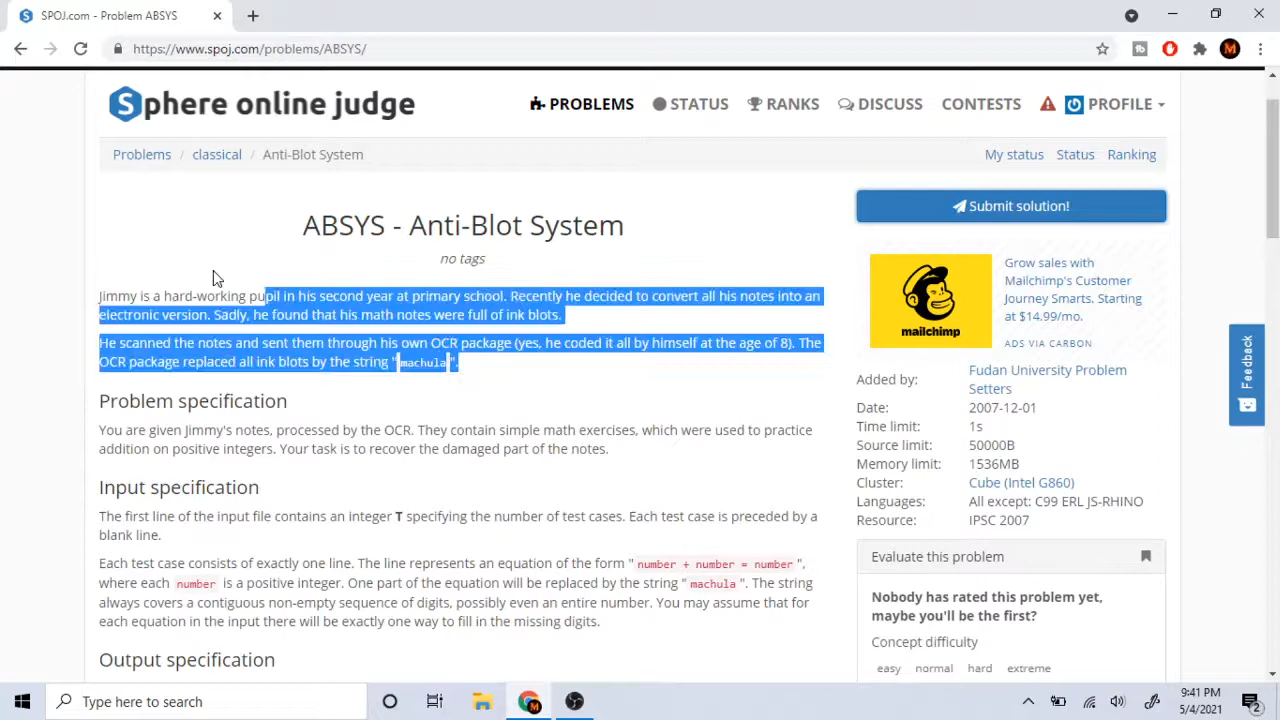 SPOJ.com - Problem ABSYS
https://www.spoj.com/problems/ABSYS/
Sphere online judge
PROBLEMS STATUS RANKS DISCUSS CONTESTS PROFILE
Problems / classical / Anti-Blot System
My status Status Ranking
ABSYS - Anti-Blot System
no tags
Jimmy is a hard-working pupil in his second year at primary school. Recently he decided to convert all his notes into an
electronic version. Sadly, he found that his math notes were full of ink blots.
He scanned the notes and sent them through his own OCR package (yes, he coded it all by himself at the age of 8). The
OCR package replaced all ink blots by the string "machula".
Problem specification
You are given Jimmy's notes, processed by the OCR. They contain simple math exercises, which were used to practice
addition on positive integers. Your task is to recover the damaged part of the notes.
Input specification
The first line of the input file contains an integer T specifying the number of test cases. Each test case is preceded by a
blank line.
Each test case consists of exactly one line. The line represents an equation of the form "number + number = number",
where each number is a positive integer. One part of the equation will be replaced by the string "machula". The string
always covers a contiguous non-empty sequence of digits, possibly even an entire number. You may assume that for
each equation in the input there will be exactly one way to fill in the missing digits.
Output specification
Submit solution!
mailchimp
Grow sales with
Mailchimp's Customer
Journey Smarts. Starting
at $14.99/mo.
ADS VIA CARBON
Added by: Fudan University Problem
Setters
Date: 2007-12-01
Time limit: 1s
Source limit: 50000B
Memory limit: 1536MB
Cluster: Cube (Intel G860)
Languages: All except: C99 ERL JS-RHINO
Resource: IPSC 2007
Evaluate this problem
Nobody has rated this problem yet,
maybe you'll be the first?
Concept difficulty
easy normal hard extreme
Feedback
Type here to search
9:41 PM
5/4/2021
2